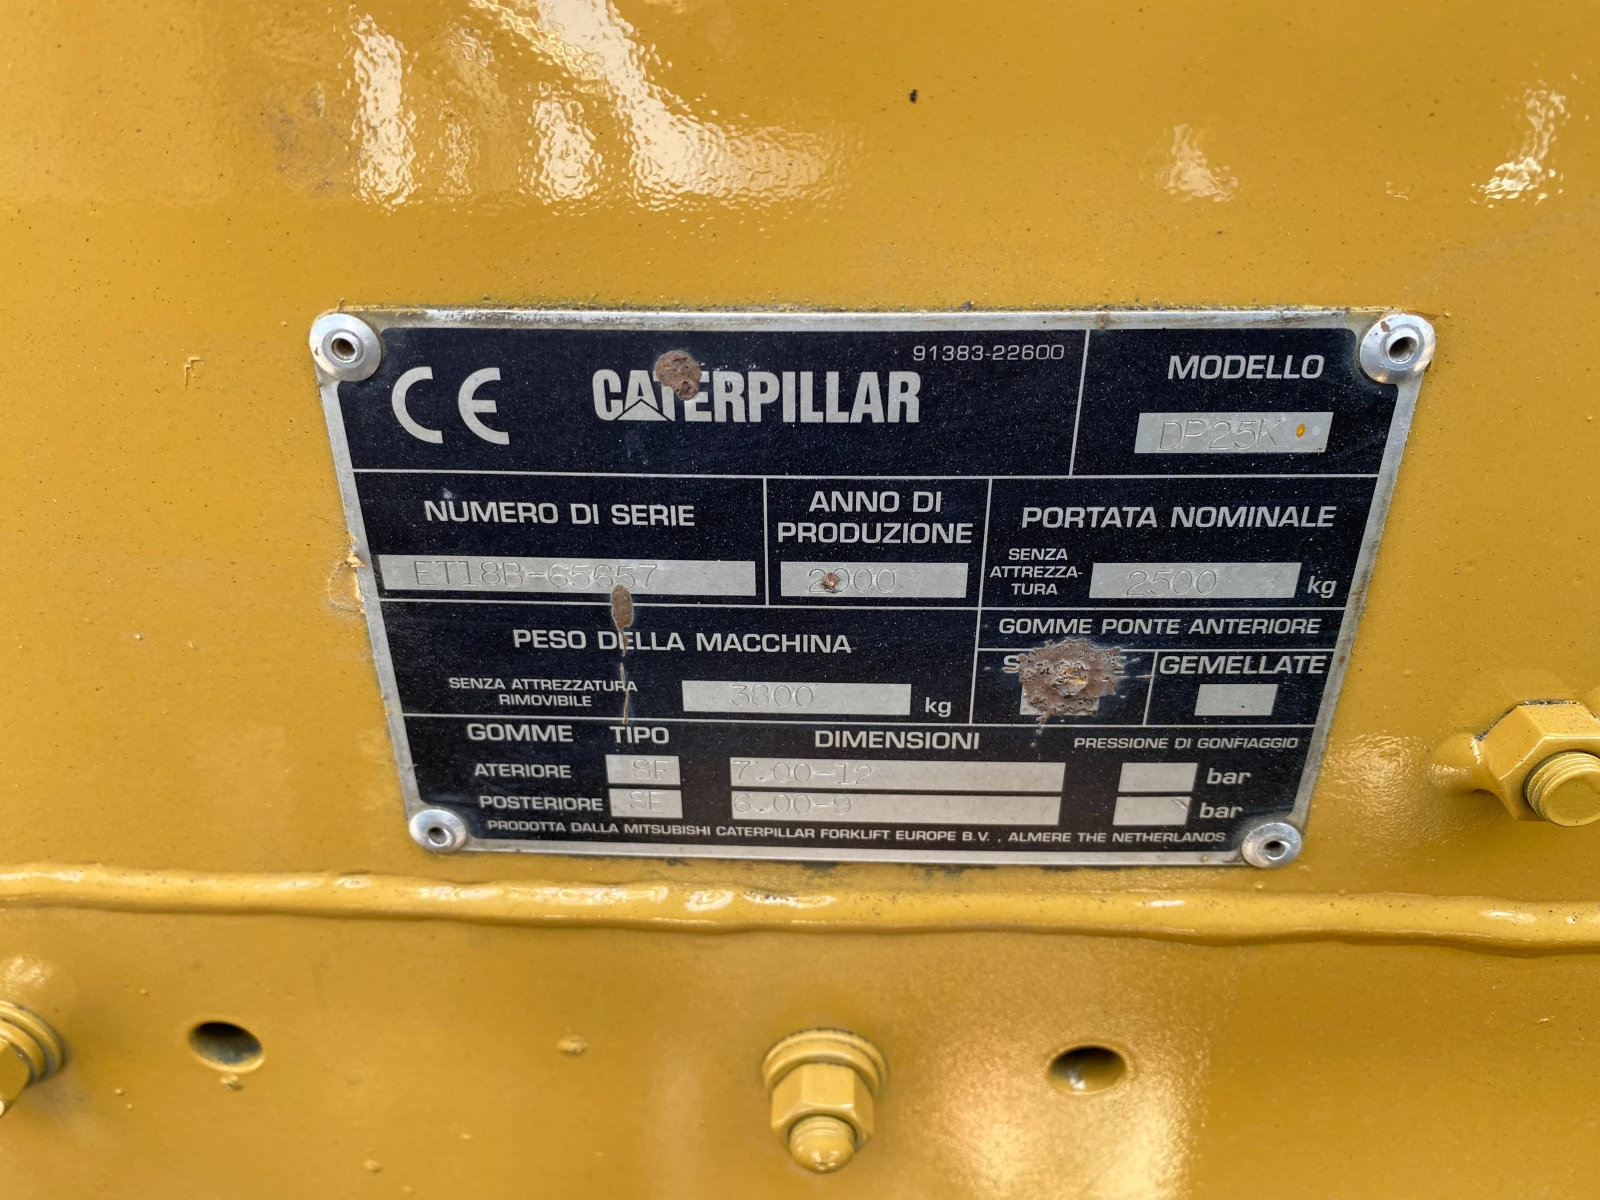 CE CATERPILLAR 91383-22600
MODELLO
DP25K
NUMERO DI SERIE
ET18B-65657
ANNO DI
PRODUZIONE
2000
PORTATA NOMINALE
SENZA
ATTREZZA-
TURA
2500 kg
PESO DELLA MACCHINA
SENZA ATTREZZATURA
RIMOVIBILE
3800 kg
GOMME PONTE ANTERIORE
GEMELLATE
GOMME TIPO DIMENSIONI PRESSIONE DI GONFIAGGIO
ATERIORE SE 7.00-12 bar
POSTERIORE SE 6.00-9 bar
PRODOTTA DALLA MITSUBISHI CATERPILLAR FORKLIFT EUROPE B.V. , ALMERE THE NETHERLANDS